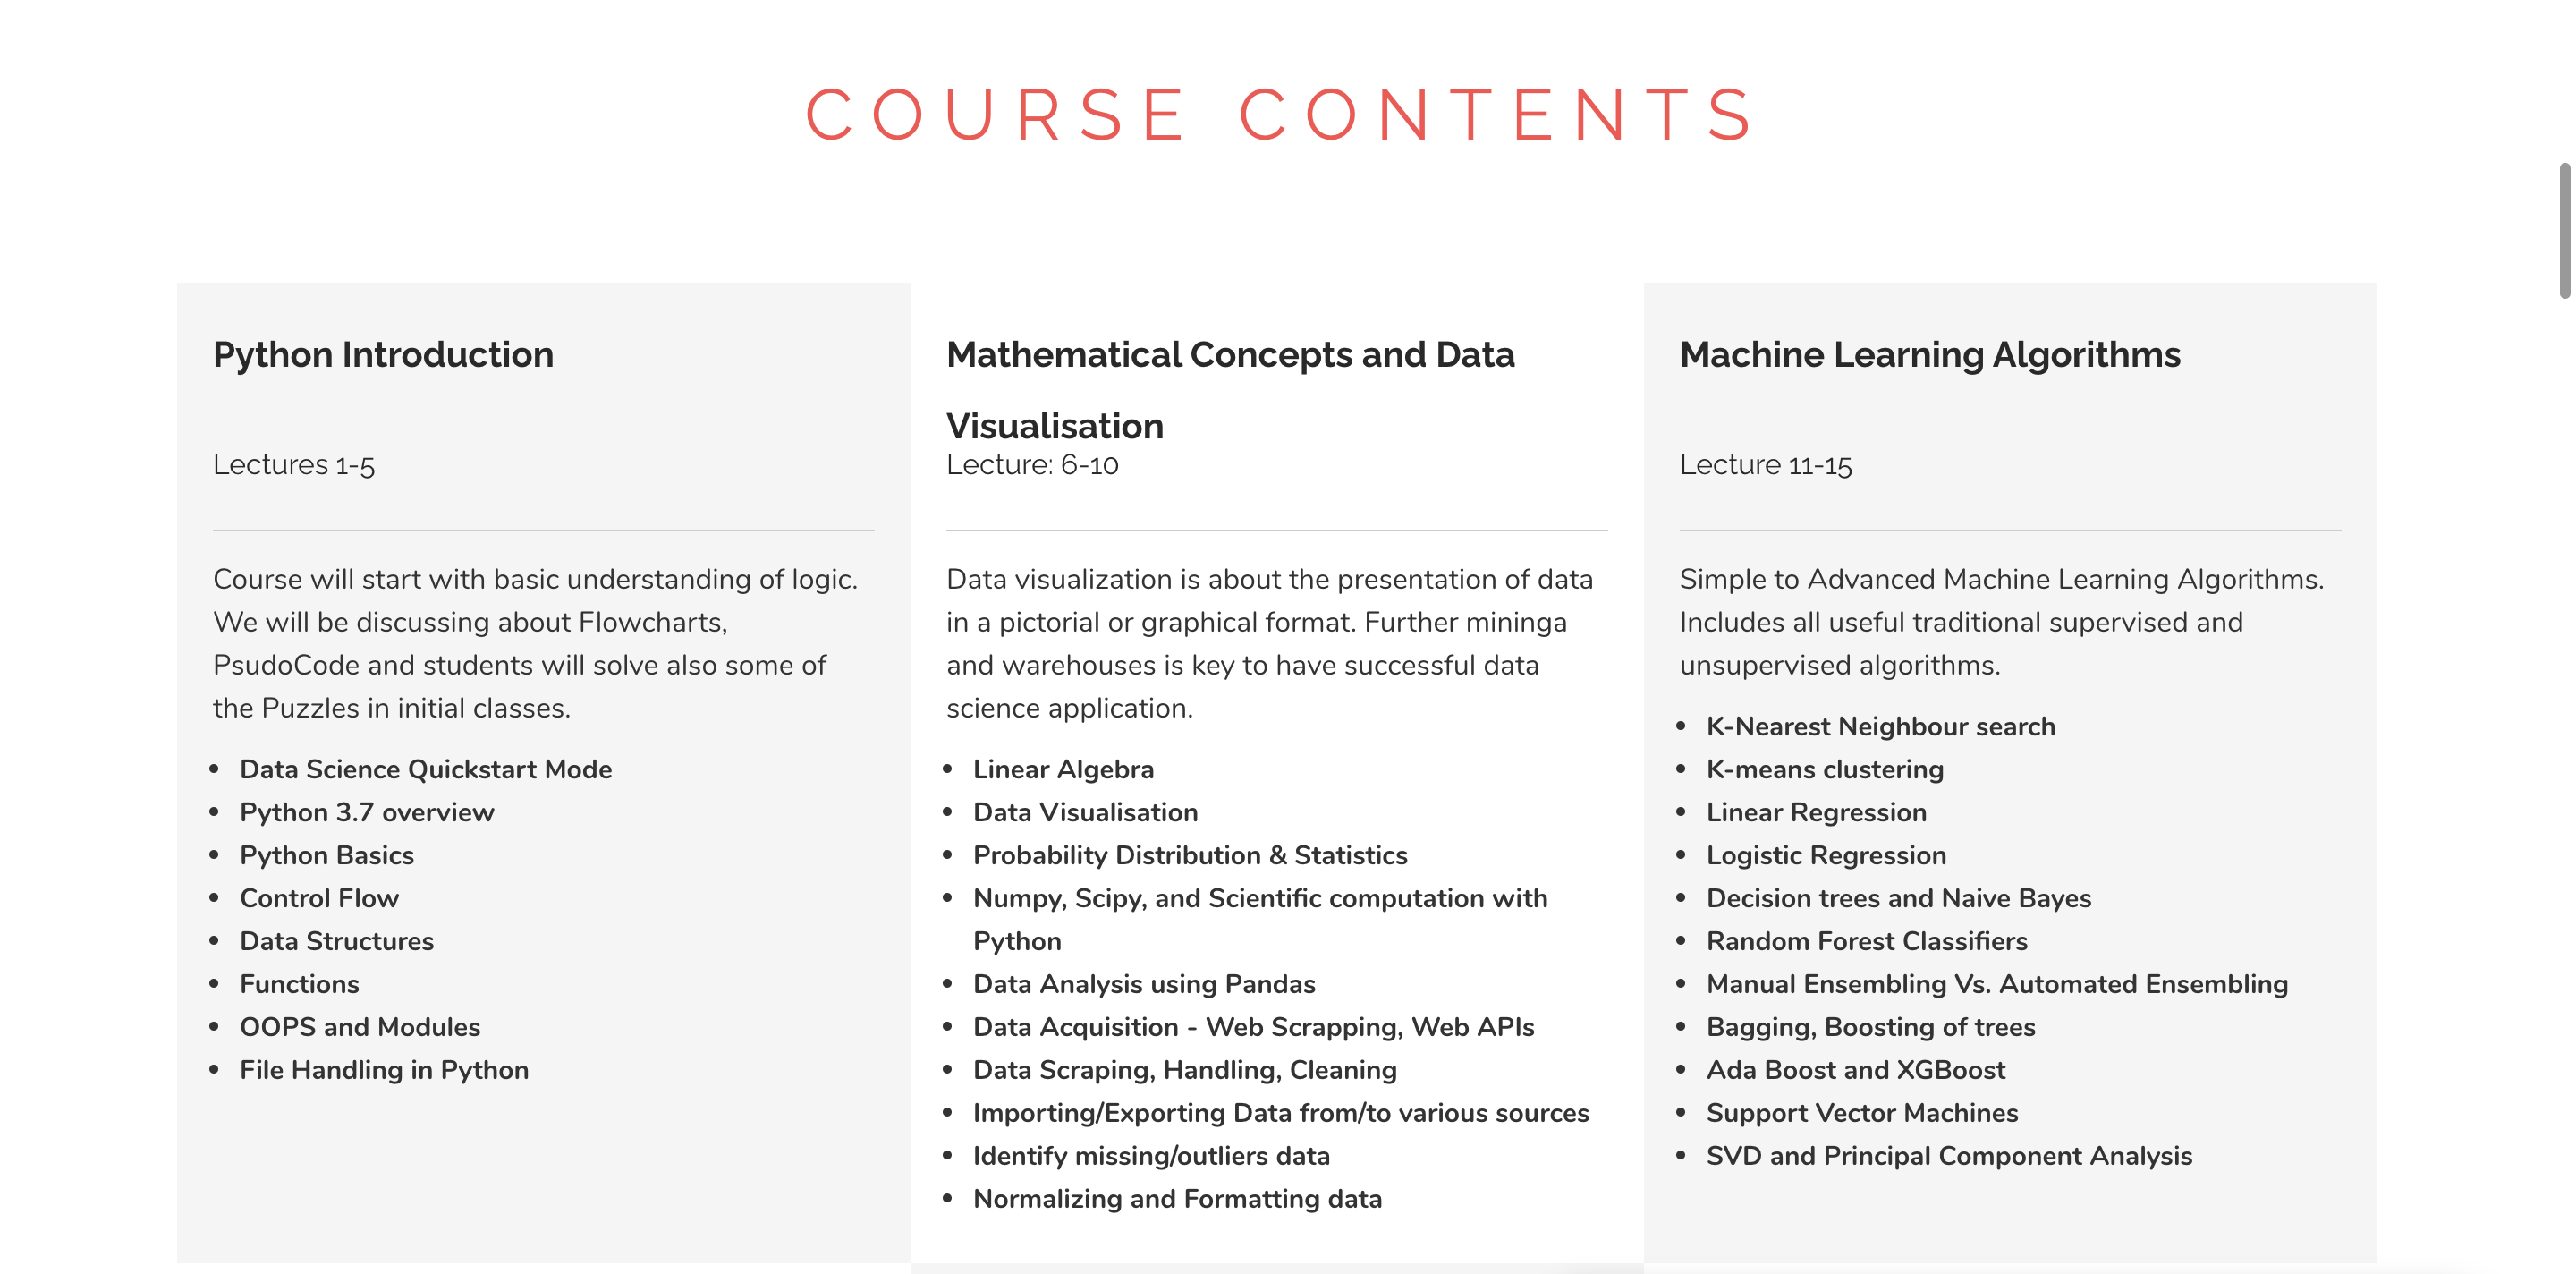 COURSE CONTENTS
Python Introduction
Lectures 1-5
Course will start with basic understanding of logic.
We will be discussing about Flowcharts,
PsudoCode and students will solve also some of
the Puzzles in initial classes.
• Data Science Quickstart Mode
• Python 3.7 overview
• Python Basics
• Control Flow
• Data Structures
• Functions
• OOPS and Modules
• File Handling in Python
Mathematical Concepts and Data
Visualisation
Lecture: 6-10
Data visualization is about the presentation of data
in a pictorial or graphical format. Further mininga
and warehouses is key to have successful data
science application.
• Linear Algebra
• Data Visualisation
• Probability Distribution & Statistics
• Numpy, Scipy, and Scientific computation with
Python
• Data Analysis using Pandas
• Data Acquisition - Web Scrapping, Web APIs
• Data Scraping, Handling, Cleaning
• Importing/Exporting Data from/to various sources
• Identify missing/outliers data
• Normalizing and Formatting data
Machine Learning Algorithms
Lecture 11-15
Simple to Advanced Machine Learning Algorithms.
Includes all useful traditional supervised and
unsupervised algorithms.
• K-Nearest Neighbour search
• K-means clustering
• Linear Regression
• Logistic Regression
• Decision trees and Naive Bayes
• Random Forest Classifiers
• Manual Ensembling Vs. Automated Ensembling
• Bagging, Boosting of trees
• Ada Boost and XGBoost
• Support Vector Machines
• SVD and Principal Component Analysis